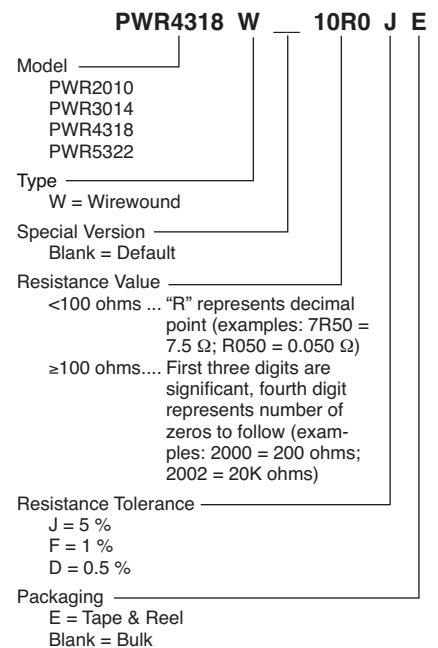 PWR4318 W __ 10R0 J E
Model
PWR2010
PWR3014
PWR4318
PWR5322
Type
W = Wirewound
Special Version
Blank = Default
Resistance Value
<100 ohms ... “R” represents decimal
point (examples: 7R50 =
7.5 Ω; R050 = 0.050 Ω)
≥100 ohms.... First three digits are
significant, fourth digit
represents number of
zeros to follow (exam-
ples: 2000 = 200 ohms;
2002 = 20K ohms)
Resistance Tolerance
J = 5 %
F = 1 %
D = 0.5 %
Packaging
E = Tape & Reel
Blank = Bulk